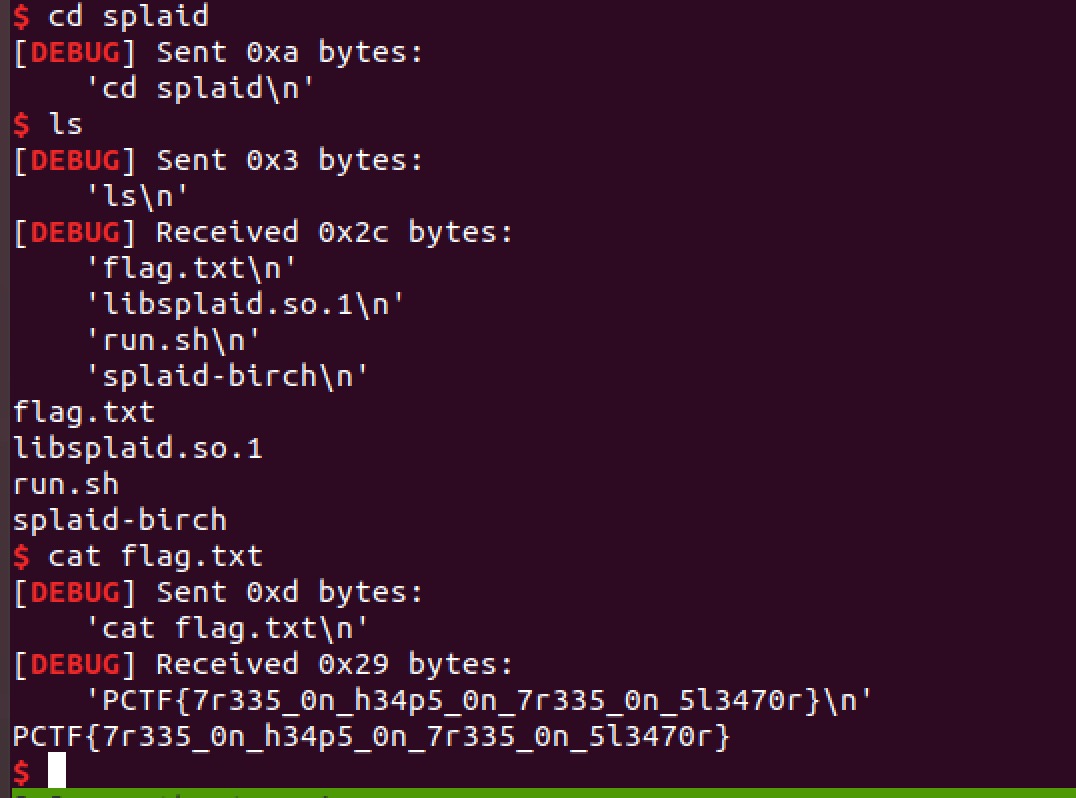 $ cd splaid
[DEBUG] Sent 0xa bytes:
    'cd splaid\n'
$ ls
[DEBUG] Sent 0x3 bytes:
    'ls\n'
[DEBUG] Received 0x2c bytes:
    'flag.txt\n'
    'libsplaid.so.1\n'
    'run.sh\n'
    'splaid-birch\n'
flag.txt
libsplaid.so.1
run.sh
splaid-birch
$ cat flag.txt
[DEBUG] Sent 0xd bytes:
    'cat flag.txt\n'
[DEBUG] Received 0x29 bytes:
    'PCTF{7r335_0n_h34p5_0n_7r335_0n_5l3470r}\n'
PCTF{7r335_0n_h34p5_0n_7r335_0n_5l3470r}
$